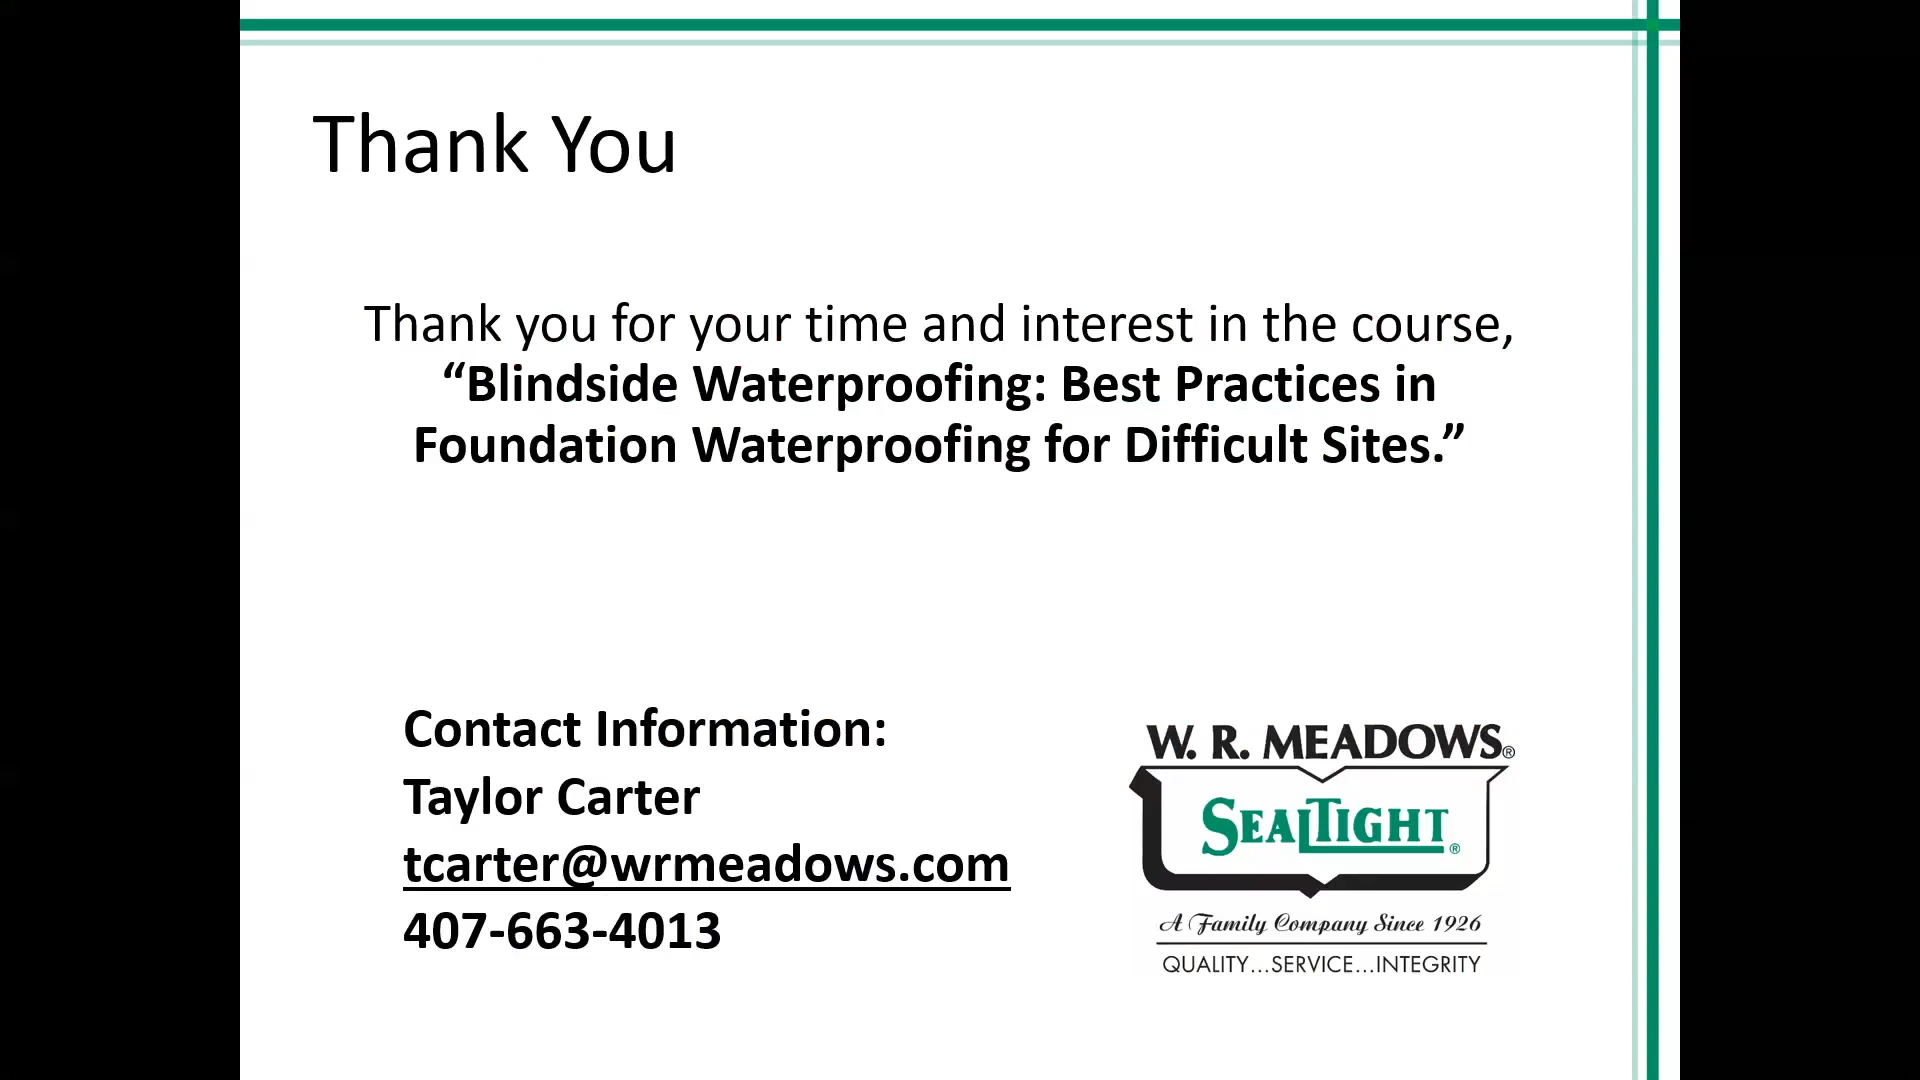 Thank You
Thank you for your time and interest in the course,
“Blindside Waterproofing: Best Practices in
Foundation Waterproofing for Difficult Sites.”
Contact Information:
Taylor Carter
tcarter@wrmeadows.com
407-663-4013
W. R. MEADOWS®
SEALTIGHT®
A Family Company Since 1926
QUALITY...SERVICE...INTEGRITY